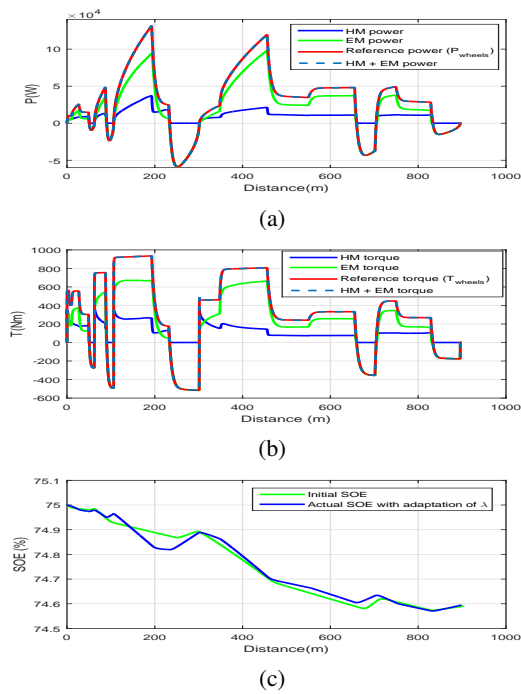 × 10⁴
HM power
EM power
Reference power (P_wheels)
HM + EM power
10
5
0
-5
P(W)
0 200 400 600 800 1000
Distance(m)
(a)
1000
800
600
400
200
0
-200
-400
-600
T(Nm)
HM torque
EM torque
Reference torque (T_wheels)
HM + EM torque
0 200 400 600 800 1000
Distance (m)
(b)
75.1
75
74.9
74.8
74.7
74.6
74.5
SOE (%)
Initial SOE
Actual SOE with adaptation of λ
0 200 400 600 800 1000
Distance(m)
(c)